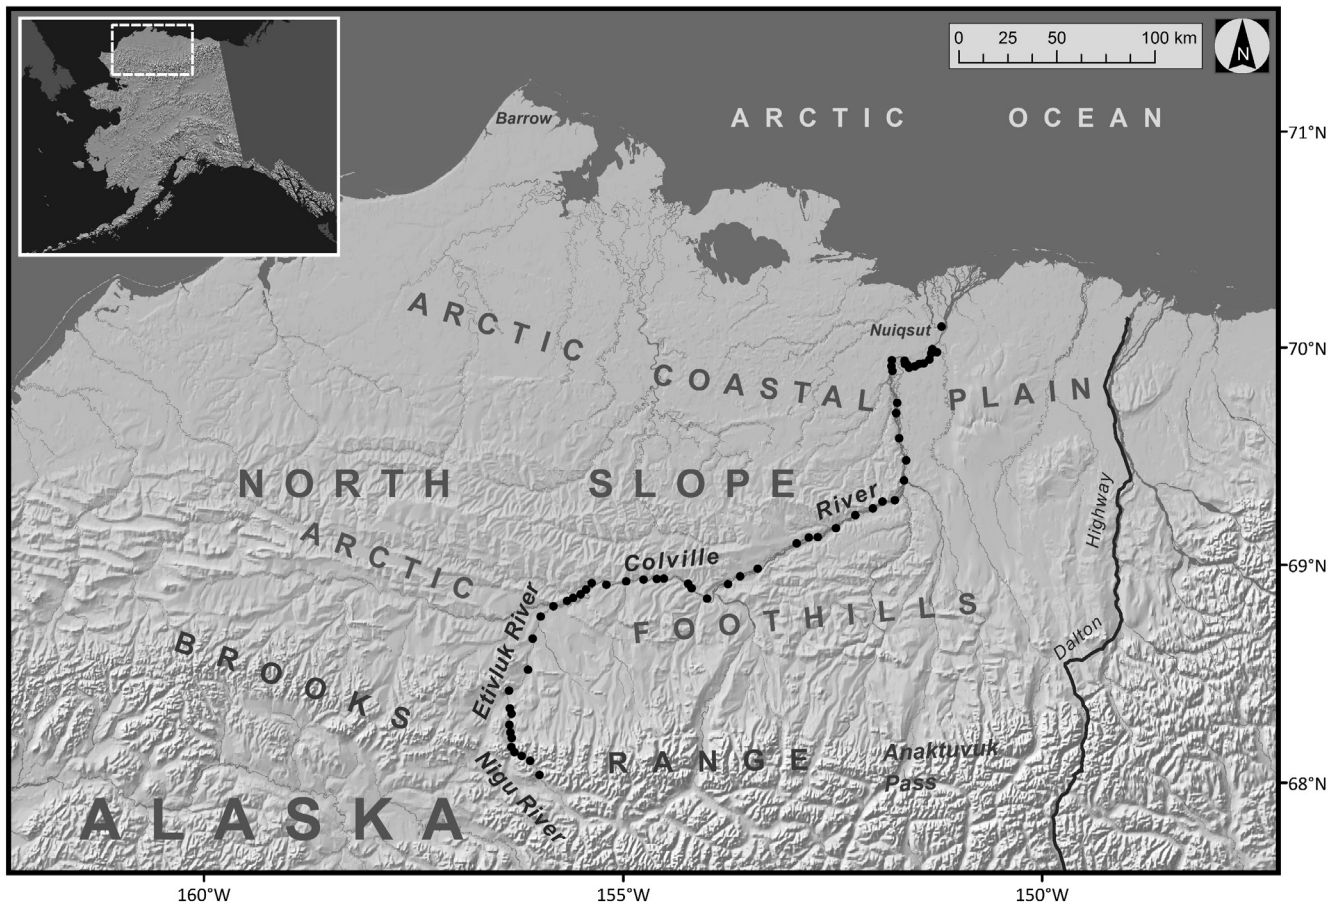 0 25 50 100 km
N
Barrow
ARCTIC OCEAN
71°N
Nuiqsut
70°N
ARCTIC
COASTAL PLAIN
NORTH SLOPE
River
Highway
ARCTIC
Colville
69°N
FOOTHILLS
Etivluk River
Dalton
BROOKS
RANGE
Anaktuvuk
Pass
68°N
Nigu River
ALASKA
160°W 155°W 150°W